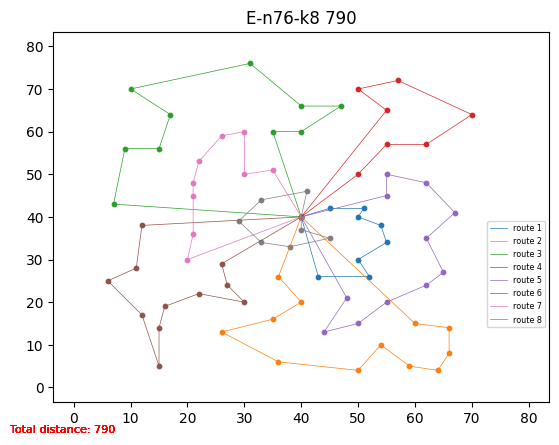 E-n76-k8 790
80
70
60
50
40
30
20
10
0
route 1
route 2
route 3
route 4
route 5
route 6
route 7
route 8
0 10 20 30 40 50 60 70 80
Total distance: 790